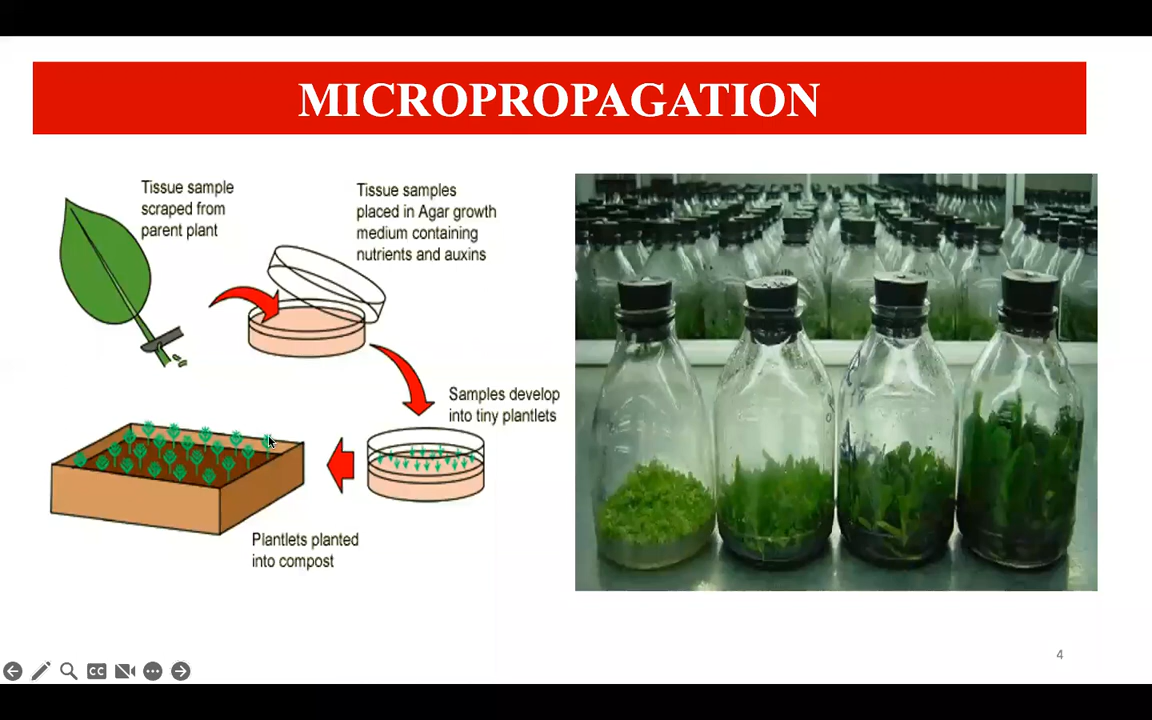 MICROPROPAGATION
Tissue sample
scraped from
parent plant
Tissue samples
placed in Agar growth
medium containing
nutrients and auxins
Samples develop
into tiny plantlets
Plantlets planted
into compost
4
CC